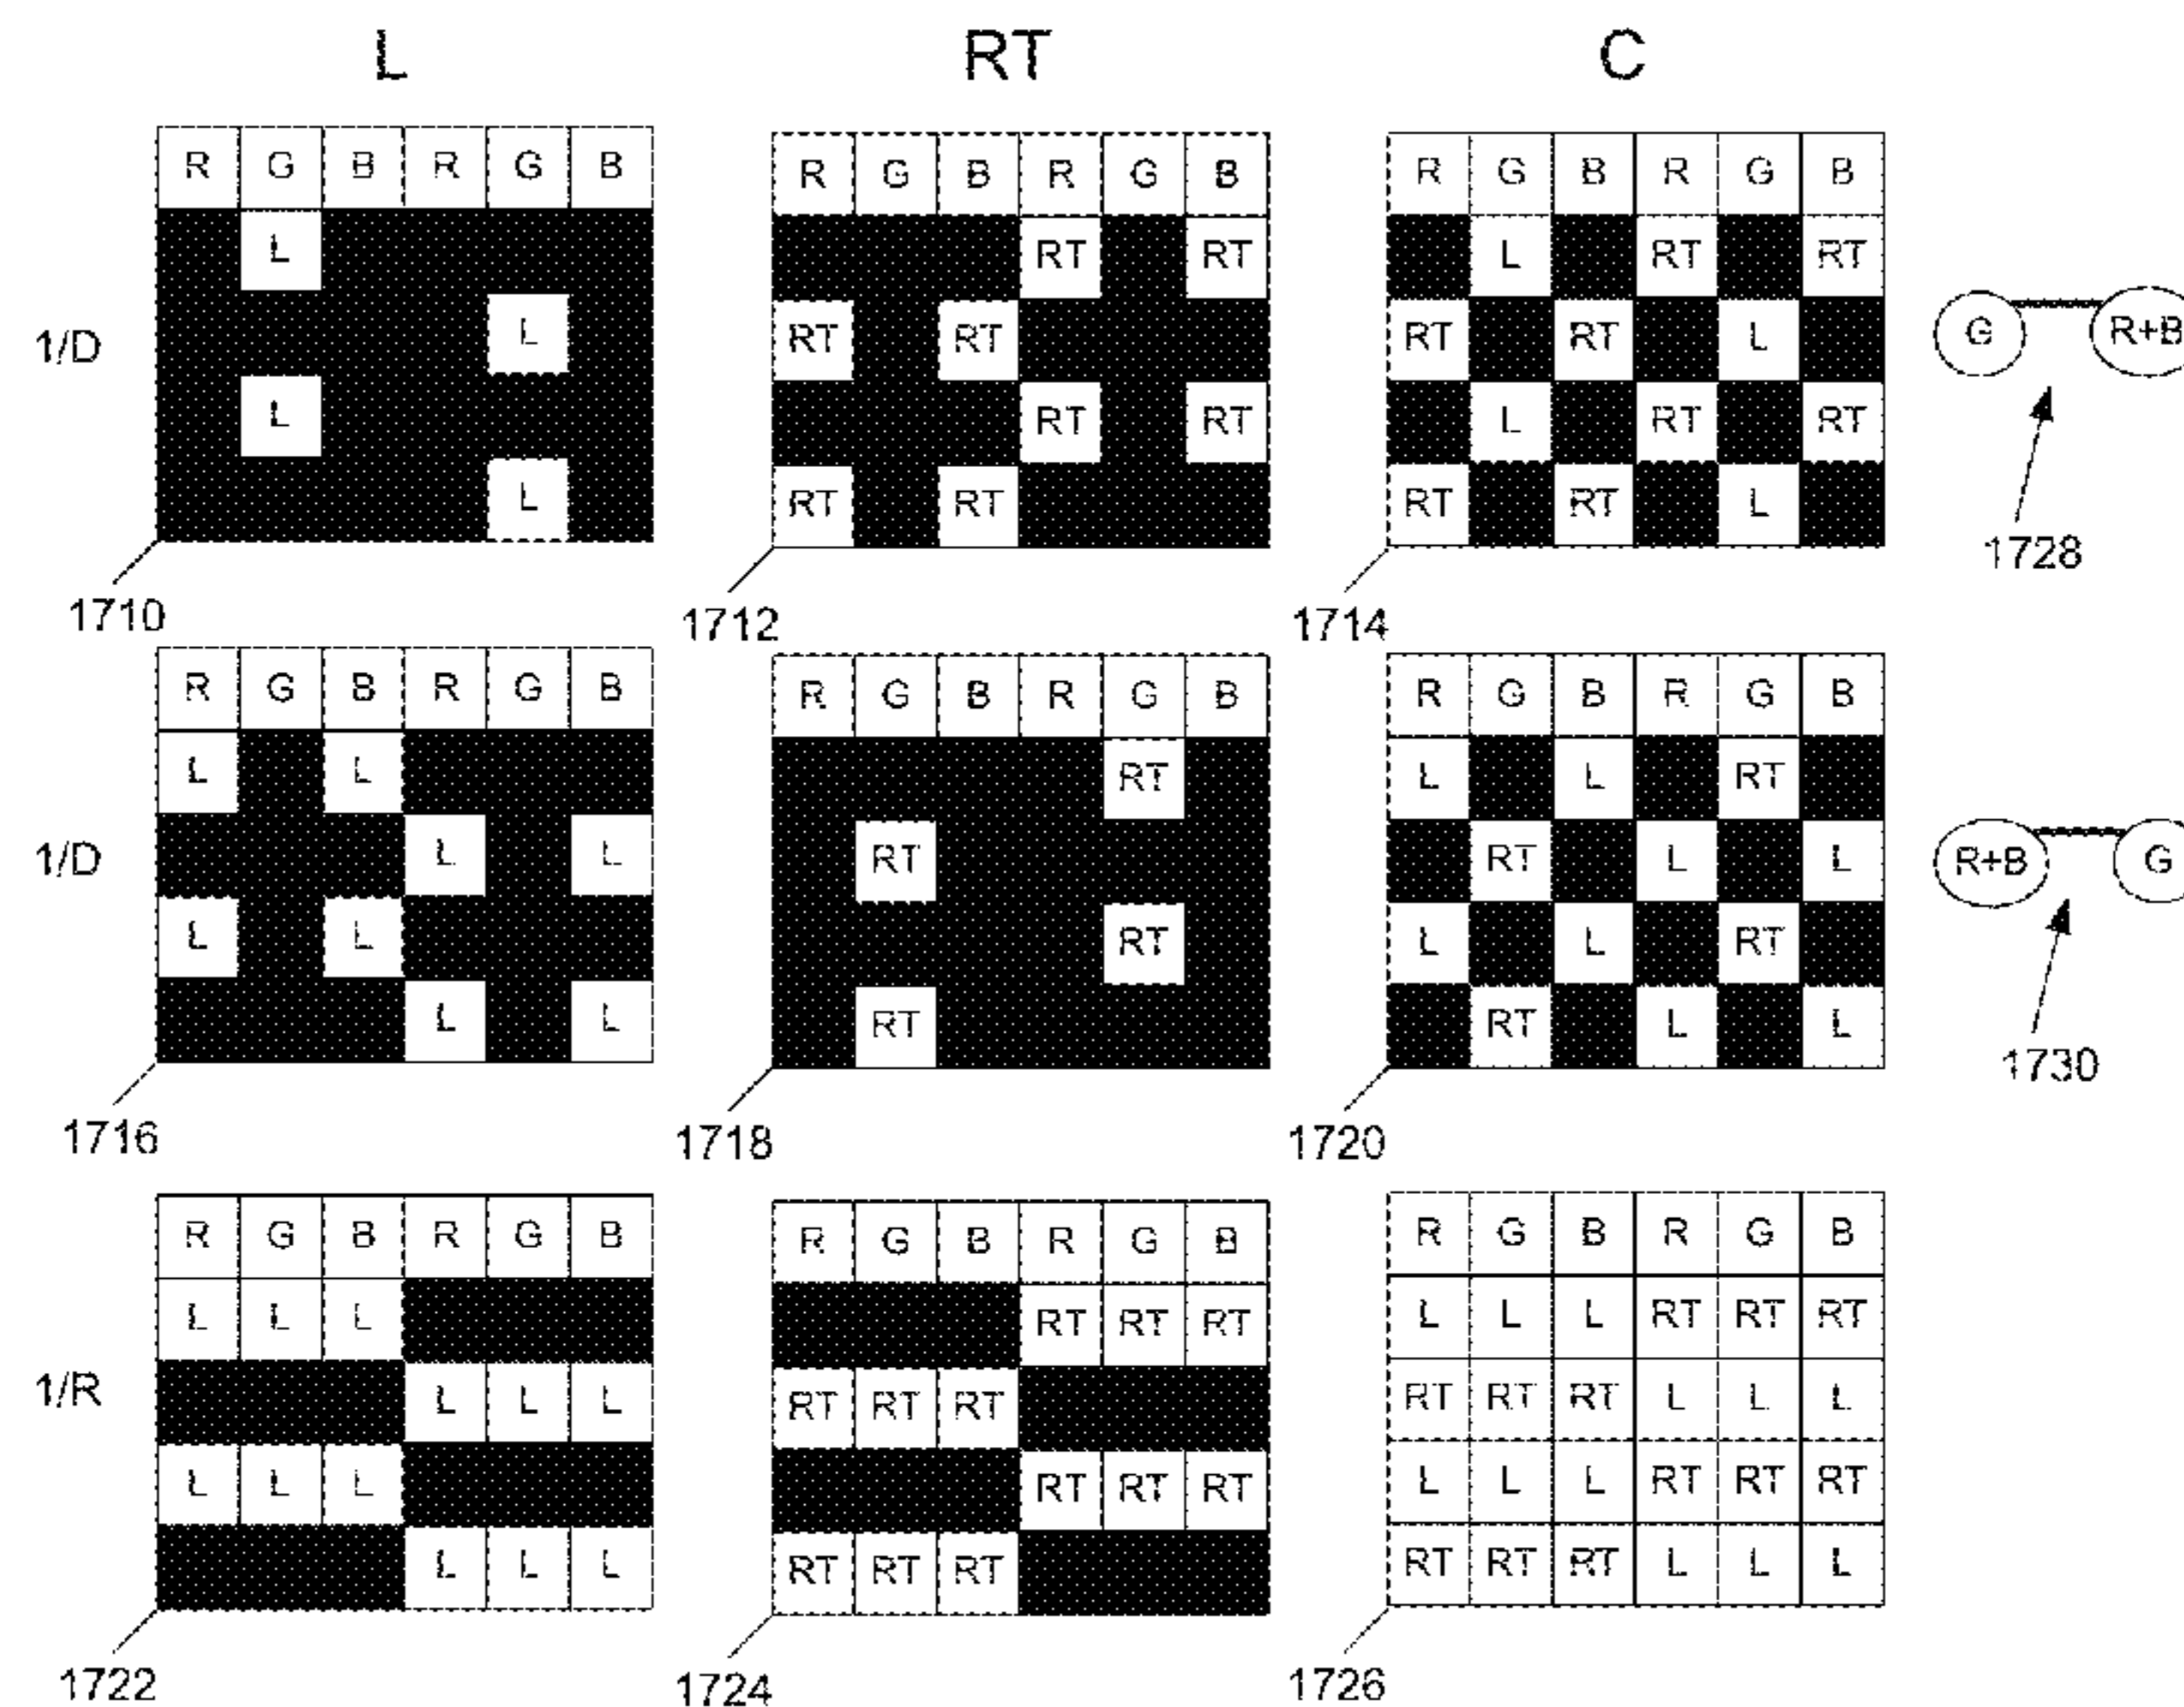 L RT C
R G B R G B R G B R G B R G B R G B
L RT RT L RT RT
1/D L RT RT RT RT L G R+B
L RT RT L RT RT
L RT RT RT RT L
1728
1710 1712 1714
R G B R G B R G B R G B R G B R G B
L L RT L L RT
1/D L L RT RT L L R+B G
L L RT L L RT
L L RT RT L L
1730
1716 1718 1720
R G B R G B R G B R G B R G B R G B
L L L RT RT RT L L L RT RT RT
1/R L L L RT RT RT RT RT RT L L L
L L L RT RT RT L L L RT RT RT
L L L RT RT RT RT RT RT L L L
1722 1724 1726